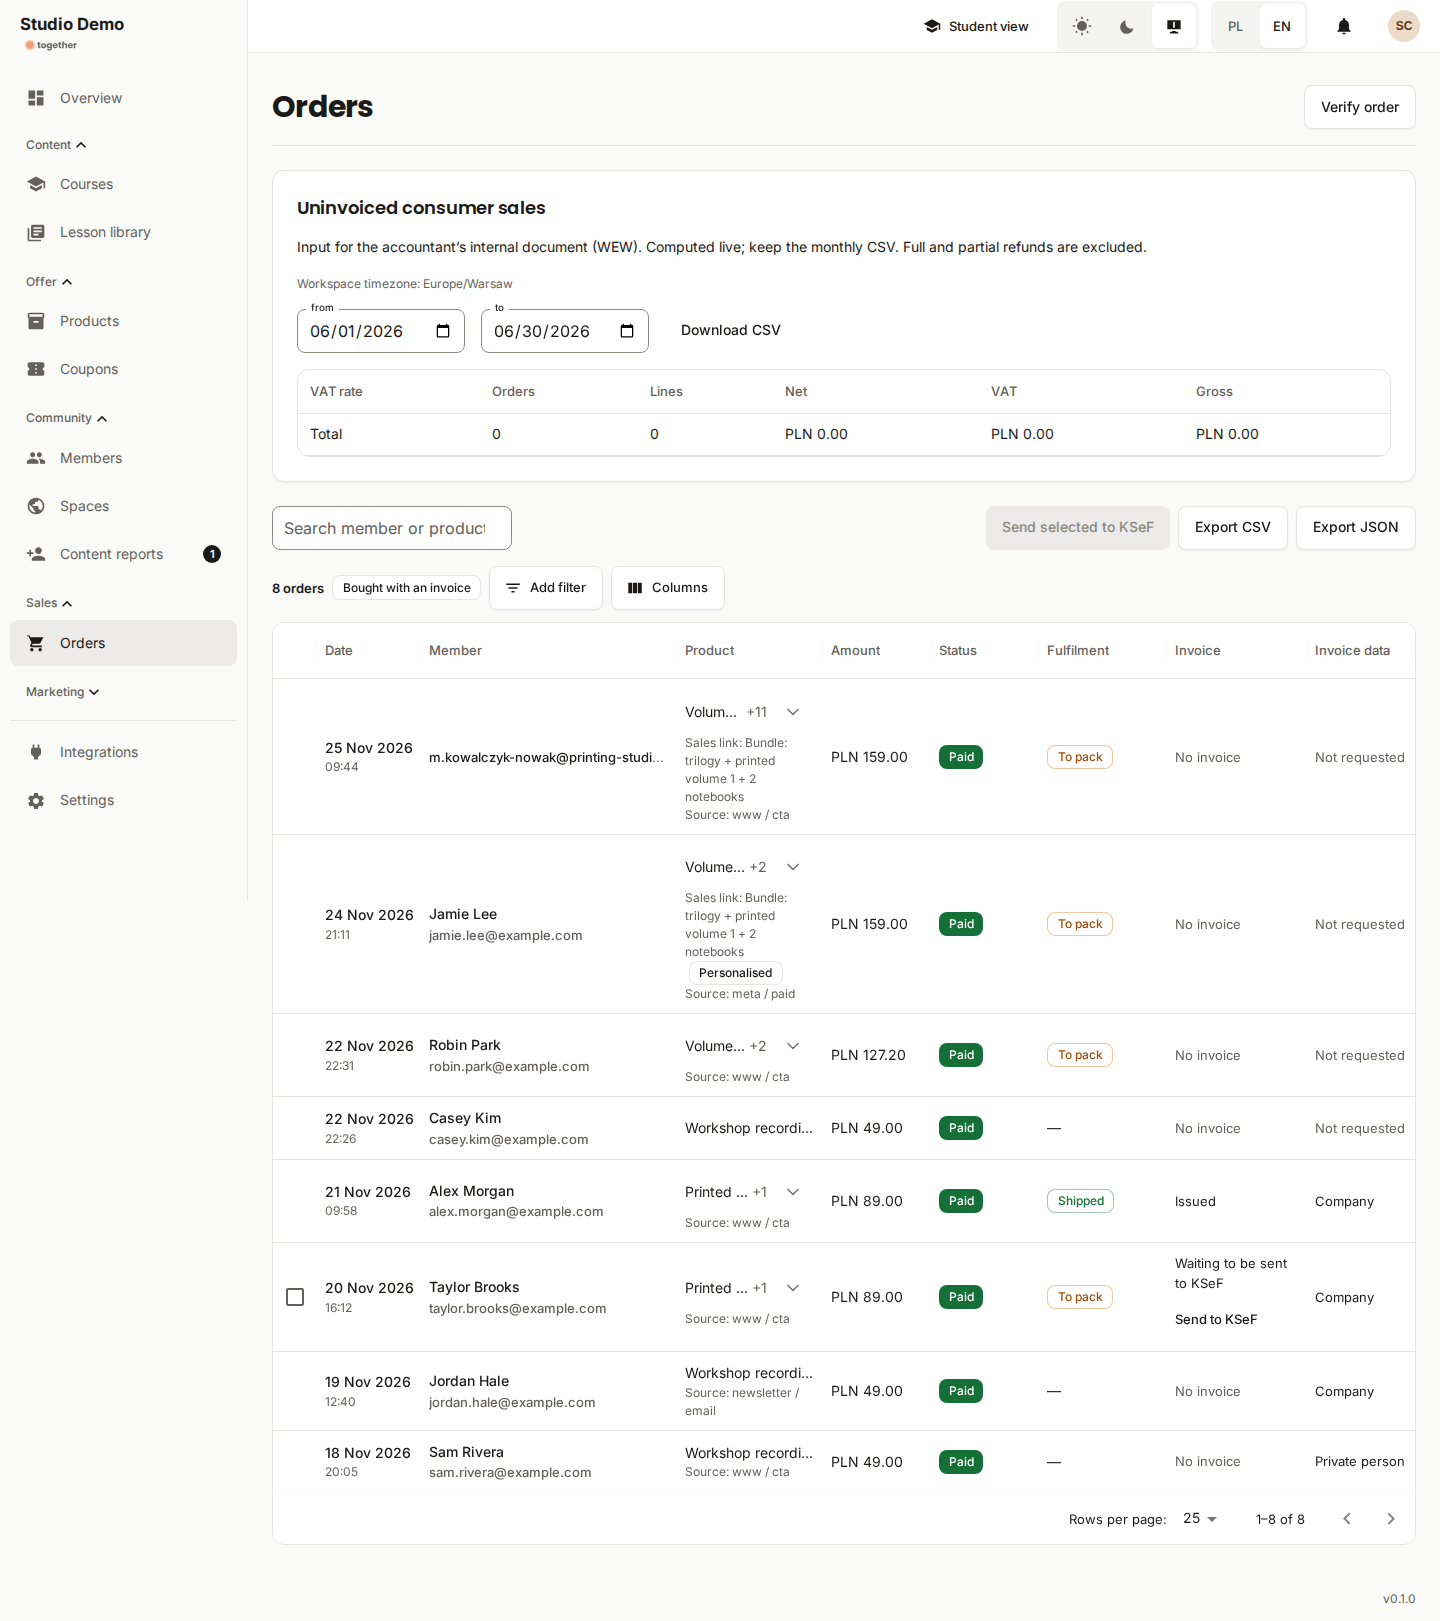 Studio Demo
together
Student view
PL
EN
SC
Overview
Content
Courses
Lesson library
Offer
Products
Coupons
Community
Members
Spaces
Content reports
1
Sales
Orders
Marketing
Integrations
Settings
Orders
Verify order
Uninvoiced consumer sales
Input for the accountant’s internal document (WEW). Computed live; keep the monthly CSV. Full and partial refunds are excluded.
Workspace timezone: Europe/Warsaw
from
06/01/2026
to
06/30/2026
Download CSV
VAT rate Orders Lines Net VAT Gross
Total 0 0 PLN 0.00 PLN 0.00 PLN 0.00
Search member or product
Send selected to KSeF
Export CSV
Export JSON
8 orders
Bought with an invoice
Add filter
Columns
Date Member Product Amount Status Fulfilment Invoice Invoice data
25 Nov 2026
09:44
m.kowalczyk-nowak@printing-studi...
Volum... +11
Sales link: Bundle:
trilogy + printed
volume 1 + 2
notebooks
Source: www / cta
PLN 159.00
Paid
To pack
No invoice
Not requested
24 Nov 2026
21:11
Jamie Lee
jamie.lee@example.com
Volume... +2
Sales link: Bundle:
trilogy + printed
volume 1 + 2
notebooks
Personalised
Source: meta / paid
PLN 159.00
Paid
To pack
No invoice
Not requested
22 Nov 2026
22:31
Robin Park
robin.park@example.com
Volume... +2
Source: www / cta
PLN 127.20
Paid
To pack
No invoice
Not requested
22 Nov 2026
22:26
Casey Kim
casey.kim@example.com
Workshop recordi...
PLN 49.00
Paid
—
No invoice
Not requested
21 Nov 2026
09:58
Alex Morgan
alex.morgan@example.com
Printed ... +1
Source: www / cta
PLN 89.00
Paid
Shipped
Issued
Company
20 Nov 2026
16:12
Taylor Brooks
taylor.brooks@example.com
Printed ... +1
Source: www / cta
PLN 89.00
Paid
To pack
Waiting to be sent
to KSeF
Send to KSeF
Company
19 Nov 2026
12:40
Jordan Hale
jordan.hale@example.com
Workshop recordi...
Source: newsletter /
email
PLN 49.00
Paid
—
No invoice
Company
18 Nov 2026
20:05
Sam Rivera
sam.rivera@example.com
Workshop recordi...
Source: www / cta
PLN 49.00
Paid
—
No invoice
Private person
Rows per page: 25 1–8 of 8
v0.1.0